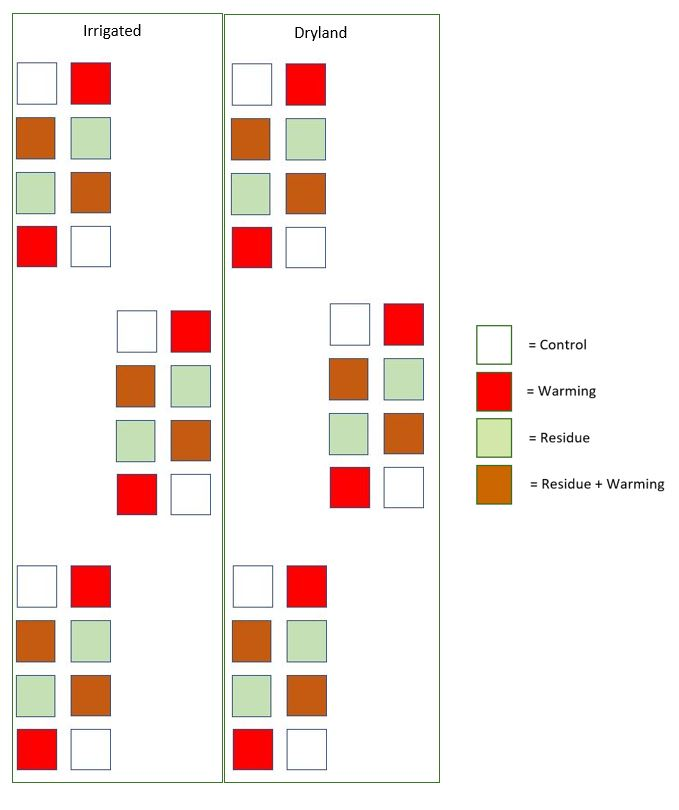 Irrigated
Dryland
= Control
= Warming
= Residue
= Residue + Warming